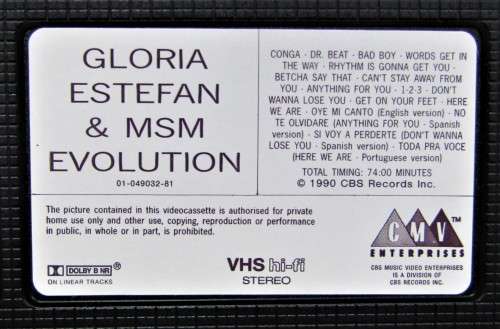 GLORIA
ESTEFAN
& MSM
EVOLUTION
01-049032-81
CONGA · DR. BEAT · BAD BOY · WORDS GET IN
THE WAY · RHYTHM IS GONNA GET YOU ·
BETCHA SAY THAT · CAN'T STAY AWAY FROM
YOU · ANYTHING FOR YOU · 1-2-3 · DON'T
WANNA LOSE YOU · GET ON YOUR FEET · HERE
WE ARE · OYE MI CANTO (English version) · NO
TE OLVIDARE (ANYTHING FOR YOU - Spanish
version) · SI VOY A PERDERTE (DON'T WANNA
LOSE YOU - Spanish version) · TODA PRA VOCE
(HERE WE ARE - Portuguese version)
TOTAL TIMING: 74:00 MINUTES
© 1990 CBS Records Inc.
The picture contained in this videocassette is authorised for private
home use only and other use, copying, reproduction or performance
in public, in whole or in part, is prohibited.
DOLBY B NR ®
ON LINEAR TRACKS
VHS hi-fi
STEREO
CMV™
ENTERPRISES
CBS MUSIC VIDEO ENTERPRISES
IS A DIVISION OF
CBS RECORDS INC.